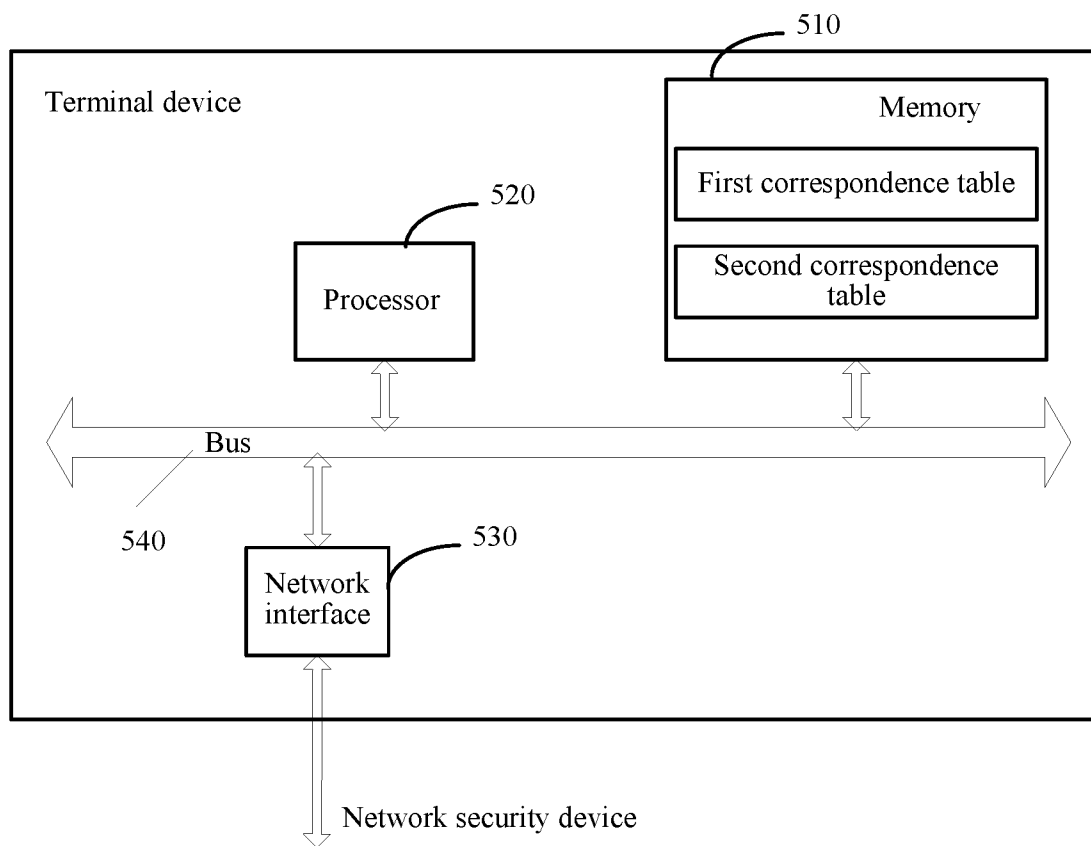 510
Terminal device
Memory
First correspondence table
520
Second correspondence
table
Processor
Bus
540
530
Network
interface
Network security device